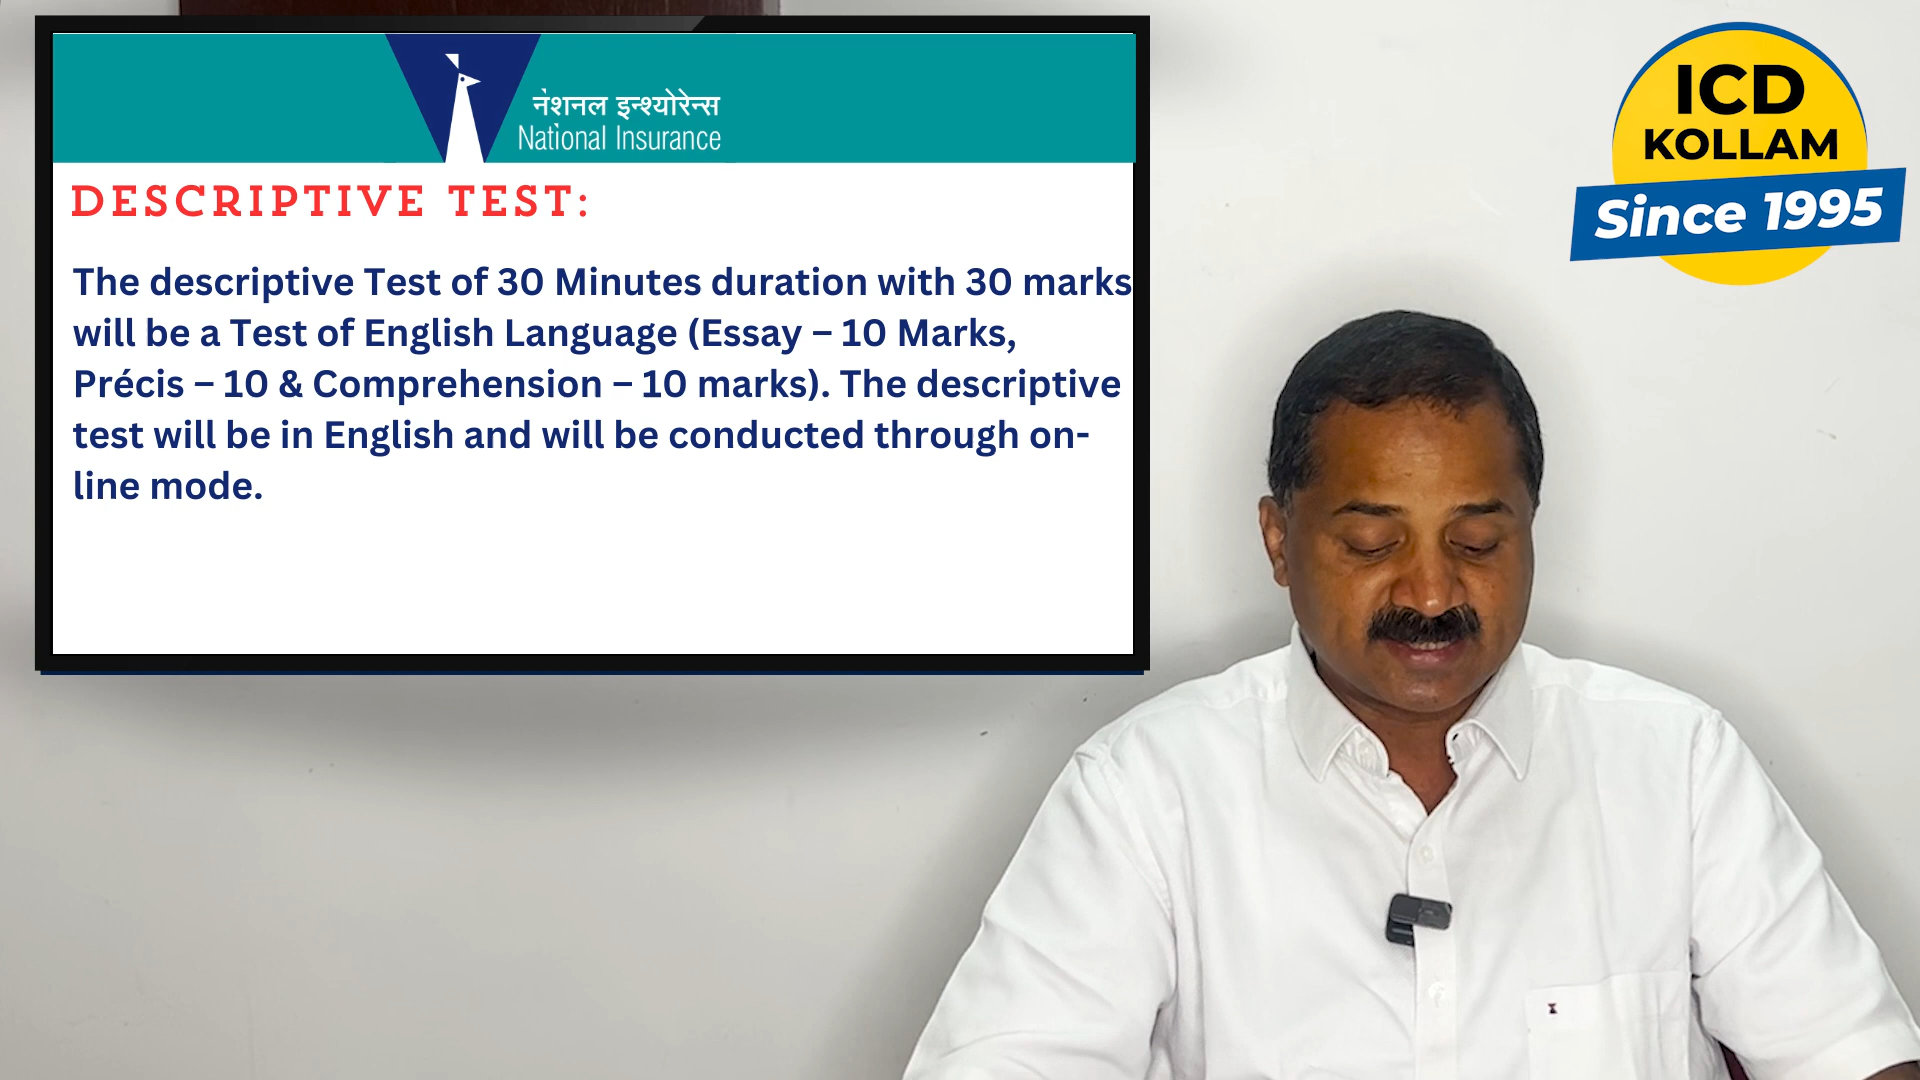 नेशनल इन्श्योरेन्स
National Insurance
DESCRIPTIVE TEST:
The descriptive Test of 30 Minutes duration with 30 marks
will be a Test of English Language (Essay – 10 Marks,
Précis – 10 & Comprehension – 10 marks). The descriptive
test will be in English and will be conducted through on-
line mode.
ICD
KOLLAM
Since 1995